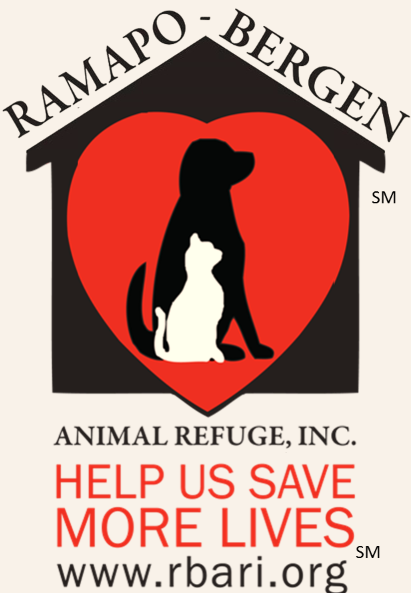 RAMAPO - BERGEN
SM
ANIMAL REFUGE, INC.
HELP US SAVE
MORE LIVES SM
www.rbari.org